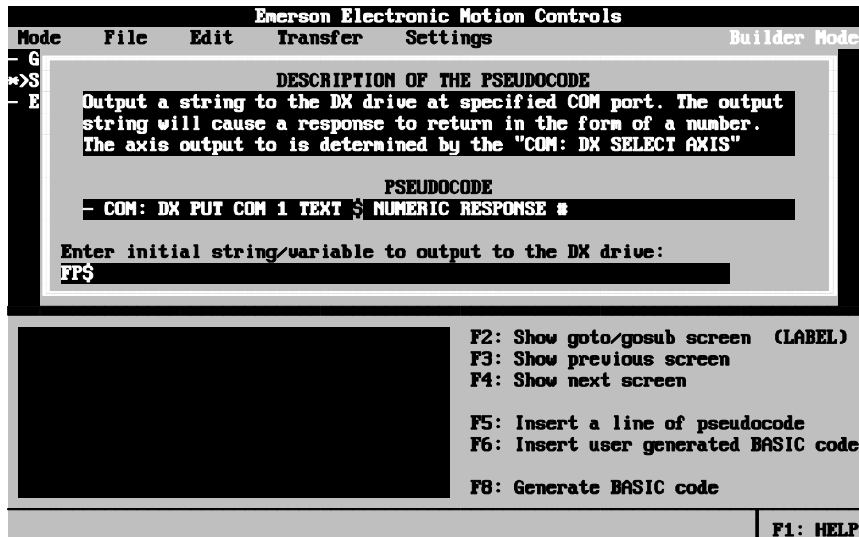 Emerson Electronic Motion Controls
Mode File Edit Transfer Settings Builder Mode
- G
*>S
- E
DESCRIPTION OF THE PSEUDOCODE
Output a string to the DX drive at specified COM port. The output
string will cause a response to return in the form of a number.
The axis output to is determined by the "COM: DX SELECT AXIS"
PSEUDOCODE
- COM: DX PUT COM 1 TEXT $ NUMERIC RESPONSE #
Enter initial string/variable to output to the DX drive:
FP$
F2: Show goto/gosub screen (LABEL)
F3: Show previous screen
F4: Show next screen
F5: Insert a line of pseudocode
F6: Insert user generated BASIC code
F8: Generate BASIC code
F1: HELP